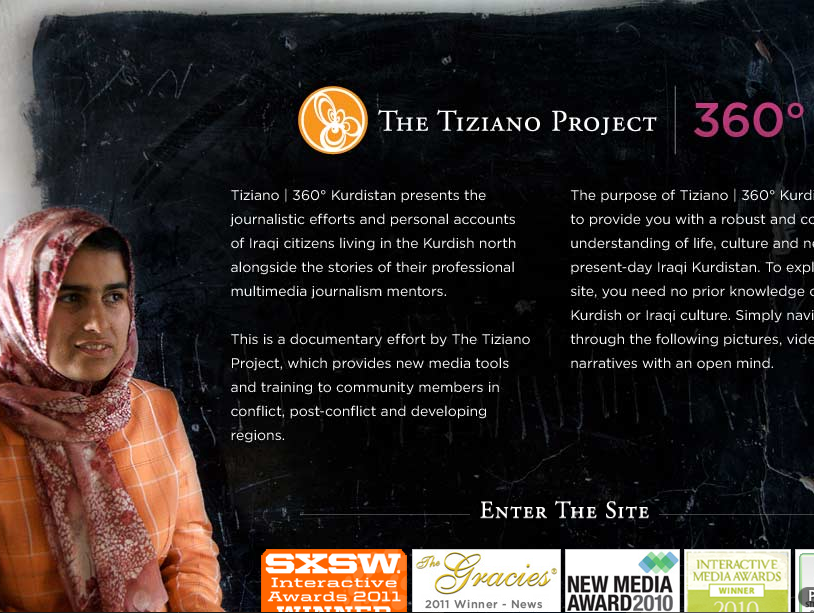 The Tiziano Project
360°
Tiziano | 360° Kurdistan presents the
journalistic efforts and personal accounts
of Iraqi citizens living in the Kurdish north
alongside the stories of their professional
multimedia journalism mentors.
This is a documentary effort by The Tiziano
Project, which provides new media tools
and training to community members in
conflict, post-conflict and developing
regions.
The purpose of Tiziano | 360°
to provide you with a robust and
understanding of life, culture and
present-day Iraqi Kurdistan. To
site, you need no prior knowledge
Kurdish or Iraqi culture. Simply
through the following pictures,
narratives with an open mind.
Enter The Site
SXSW.
Interactive
Awards 2011
WINNER
The Gracies®
2011 Winner - News
NEW MEDIA
AWARD2010
INTERACTIVE
MEDIA AWARDS
WINNER
2010